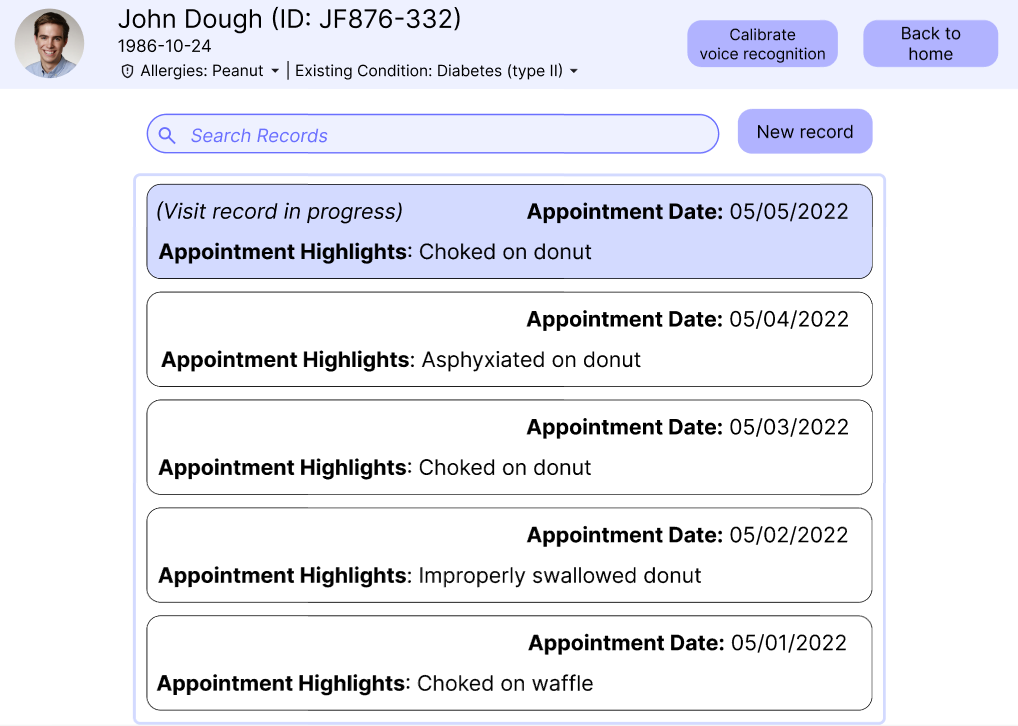 John Dough (ID: JF876-332)
1986-10-24
Allergies: Peanut | Existing Condition: Diabetes (type II)
Calibrate
voice recognition
Back to
home
Search Records
New record
(Visit record in progress) Appointment Date: 05/05/2022
Appointment Highlights: Choked on donut
Appointment Date: 05/04/2022
Appointment Highlights: Asphyxiated on donut
Appointment Date: 05/03/2022
Appointment Highlights: Choked on donut
Appointment Date: 05/02/2022
Appointment Highlights: Improperly swallowed donut
Appointment Date: 05/01/2022
Appointment Highlights: Choked on waffle